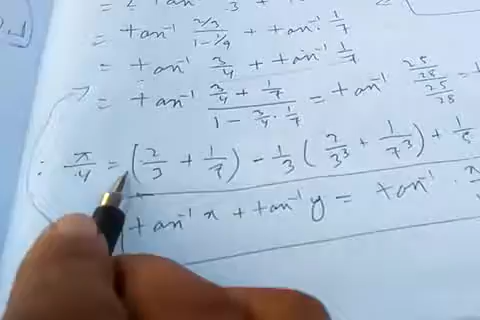 = tan⁻¹ (2/3)/(1-1/9) + tan⁻¹ 1/7
= tan⁻¹ 3/4 + tan⁻¹ 1/7
= tan⁻¹ (3/4 + 1/7)/(1 - 3/4 · 1/7) = tan⁻¹ (25/28)/(25/28) =
∴ π/4 = (2/3 + 1/7) - 1/3 (2/3³ + 1/7³) + 1/5
tan⁻¹ x + tan⁻¹ y = tan⁻¹